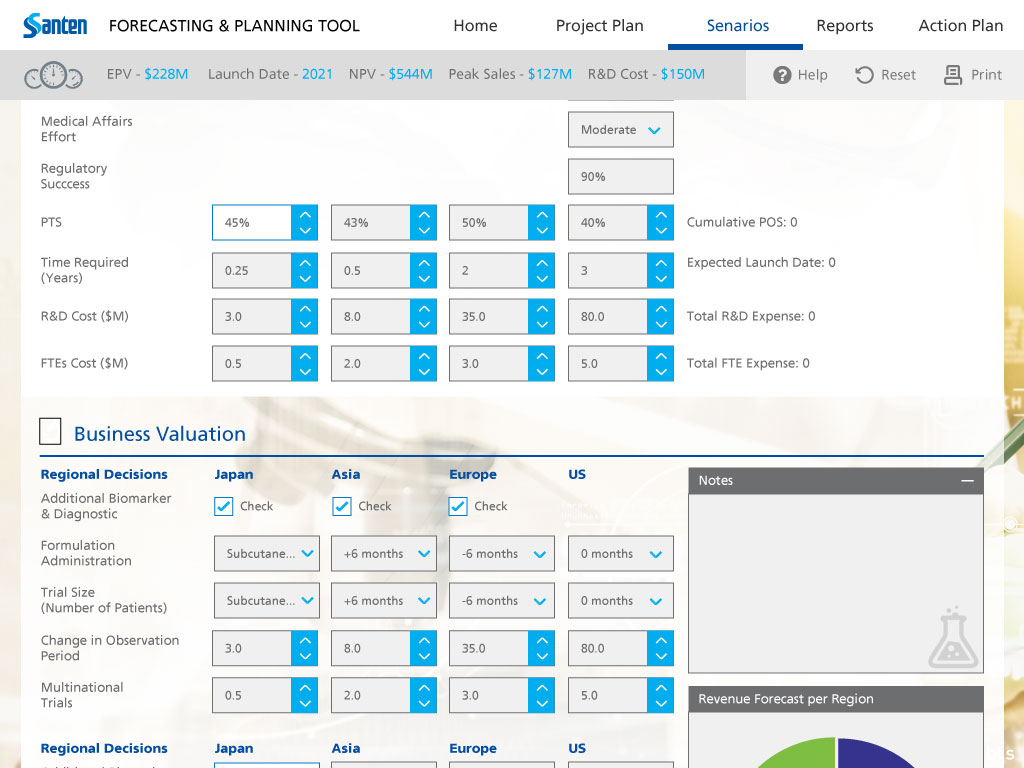 Santen FORECASTING & PLANNING TOOL Home Project Plan Senarios Reports Action Plan
EPV - $228M Launch Date - 2021 NPV - $544M Peak Sales - $127M R&D Cost - $150M Help Reset Print
Medical Affairs
Effort
Moderate
Regulatory
Succcess
90%
PTS 45% 43% 50% 40% Cumulative POS: 0
Time Required
(Years)
0.25 0.5 2 3 Expected Launch Date: 0
R&D Cost ($M) 3.0 8.0 35.0 80.0 Total R&D Expense: 0
FTEs Cost ($M) 0.5 2.0 3.0 5.0 Total FTE Expense: 0
Business Valuation
Regional Decisions Japan Asia Europe US
Additional Biomarker
& Diagnostic
Check Check Check
Formulation
Administration
Subcutane... +6 months -6 months 0 months
Trial Size
(Number of Patients)
Subcutane... +6 months -6 months 0 months
Change in Observation
Period
3.0 8.0 35.0 80.0
Multinational
Trials
0.5 2.0 3.0 5.0
Notes
Revenue Forecast per Region
Regional Decisions Japan Asia Europe US